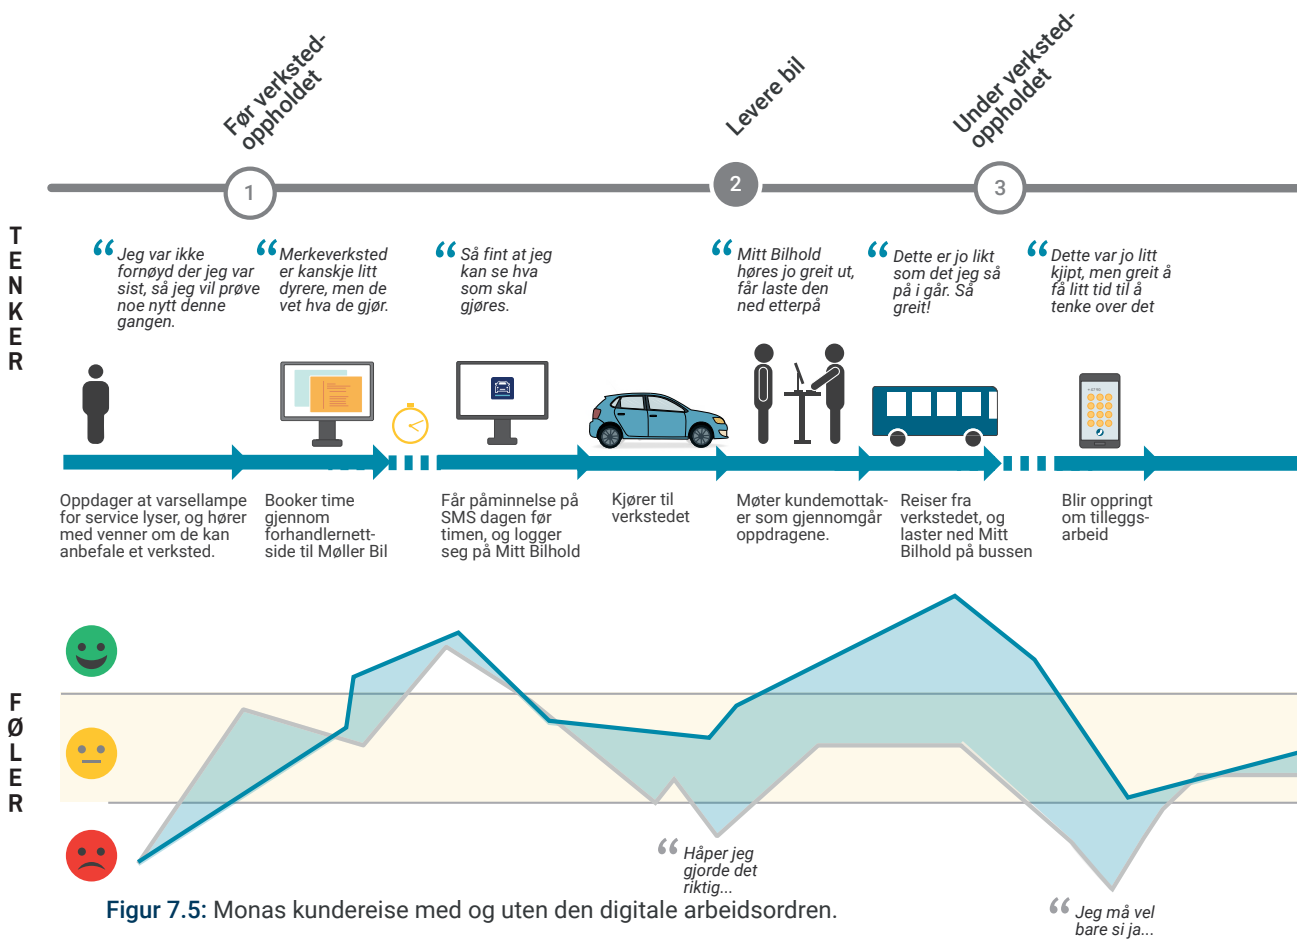 Før verksted-
oppholdet
Levere bil
Under verksted-
oppholdet
1
2
3
TENKER
“ Jeg var ikke
fornøyd der jeg var
sist, så jeg vil prøve
noe nytt denne
gangen.
“ Merkeverksted
er kanskje litt
dyrere, men de
vet hva de gjør.
“ Så fint at jeg
kan se hva
som skal
gjøres.
“ Mitt Bilhold
høres jo greit ut,
får laste den
ned etterpå
“ Dette er jo likt
som det jeg så
på i går. Så
greit!
“ Dette var jo litt
kjipt, men greit å
få litt tid til å
tenke over det
Oppdager at varsellampe
for service lyser, og hører
med venner om de kan
anbefale et verksted.
Booker time
gjennom
forhandlernett-
side til Møller Bil
Får påminnelse på
SMS dagen før
timen, og logger
seg på Mitt Bilhold
Kjører til
verkstedet
Møter kundemottak-
er som gjennomgår
oppdragene.
Reiser fra
verkstedet, og
laster ned Mitt
Bilhold på bussen
Blir oppringt
om tilleggs-
arbeid
FØLER
“ Håper jeg
gjorde det
riktig...
“ Jeg må vel
bare si ja...
Figur 7.5: Monas kundereise med og uten den digitale arbeidsordren.